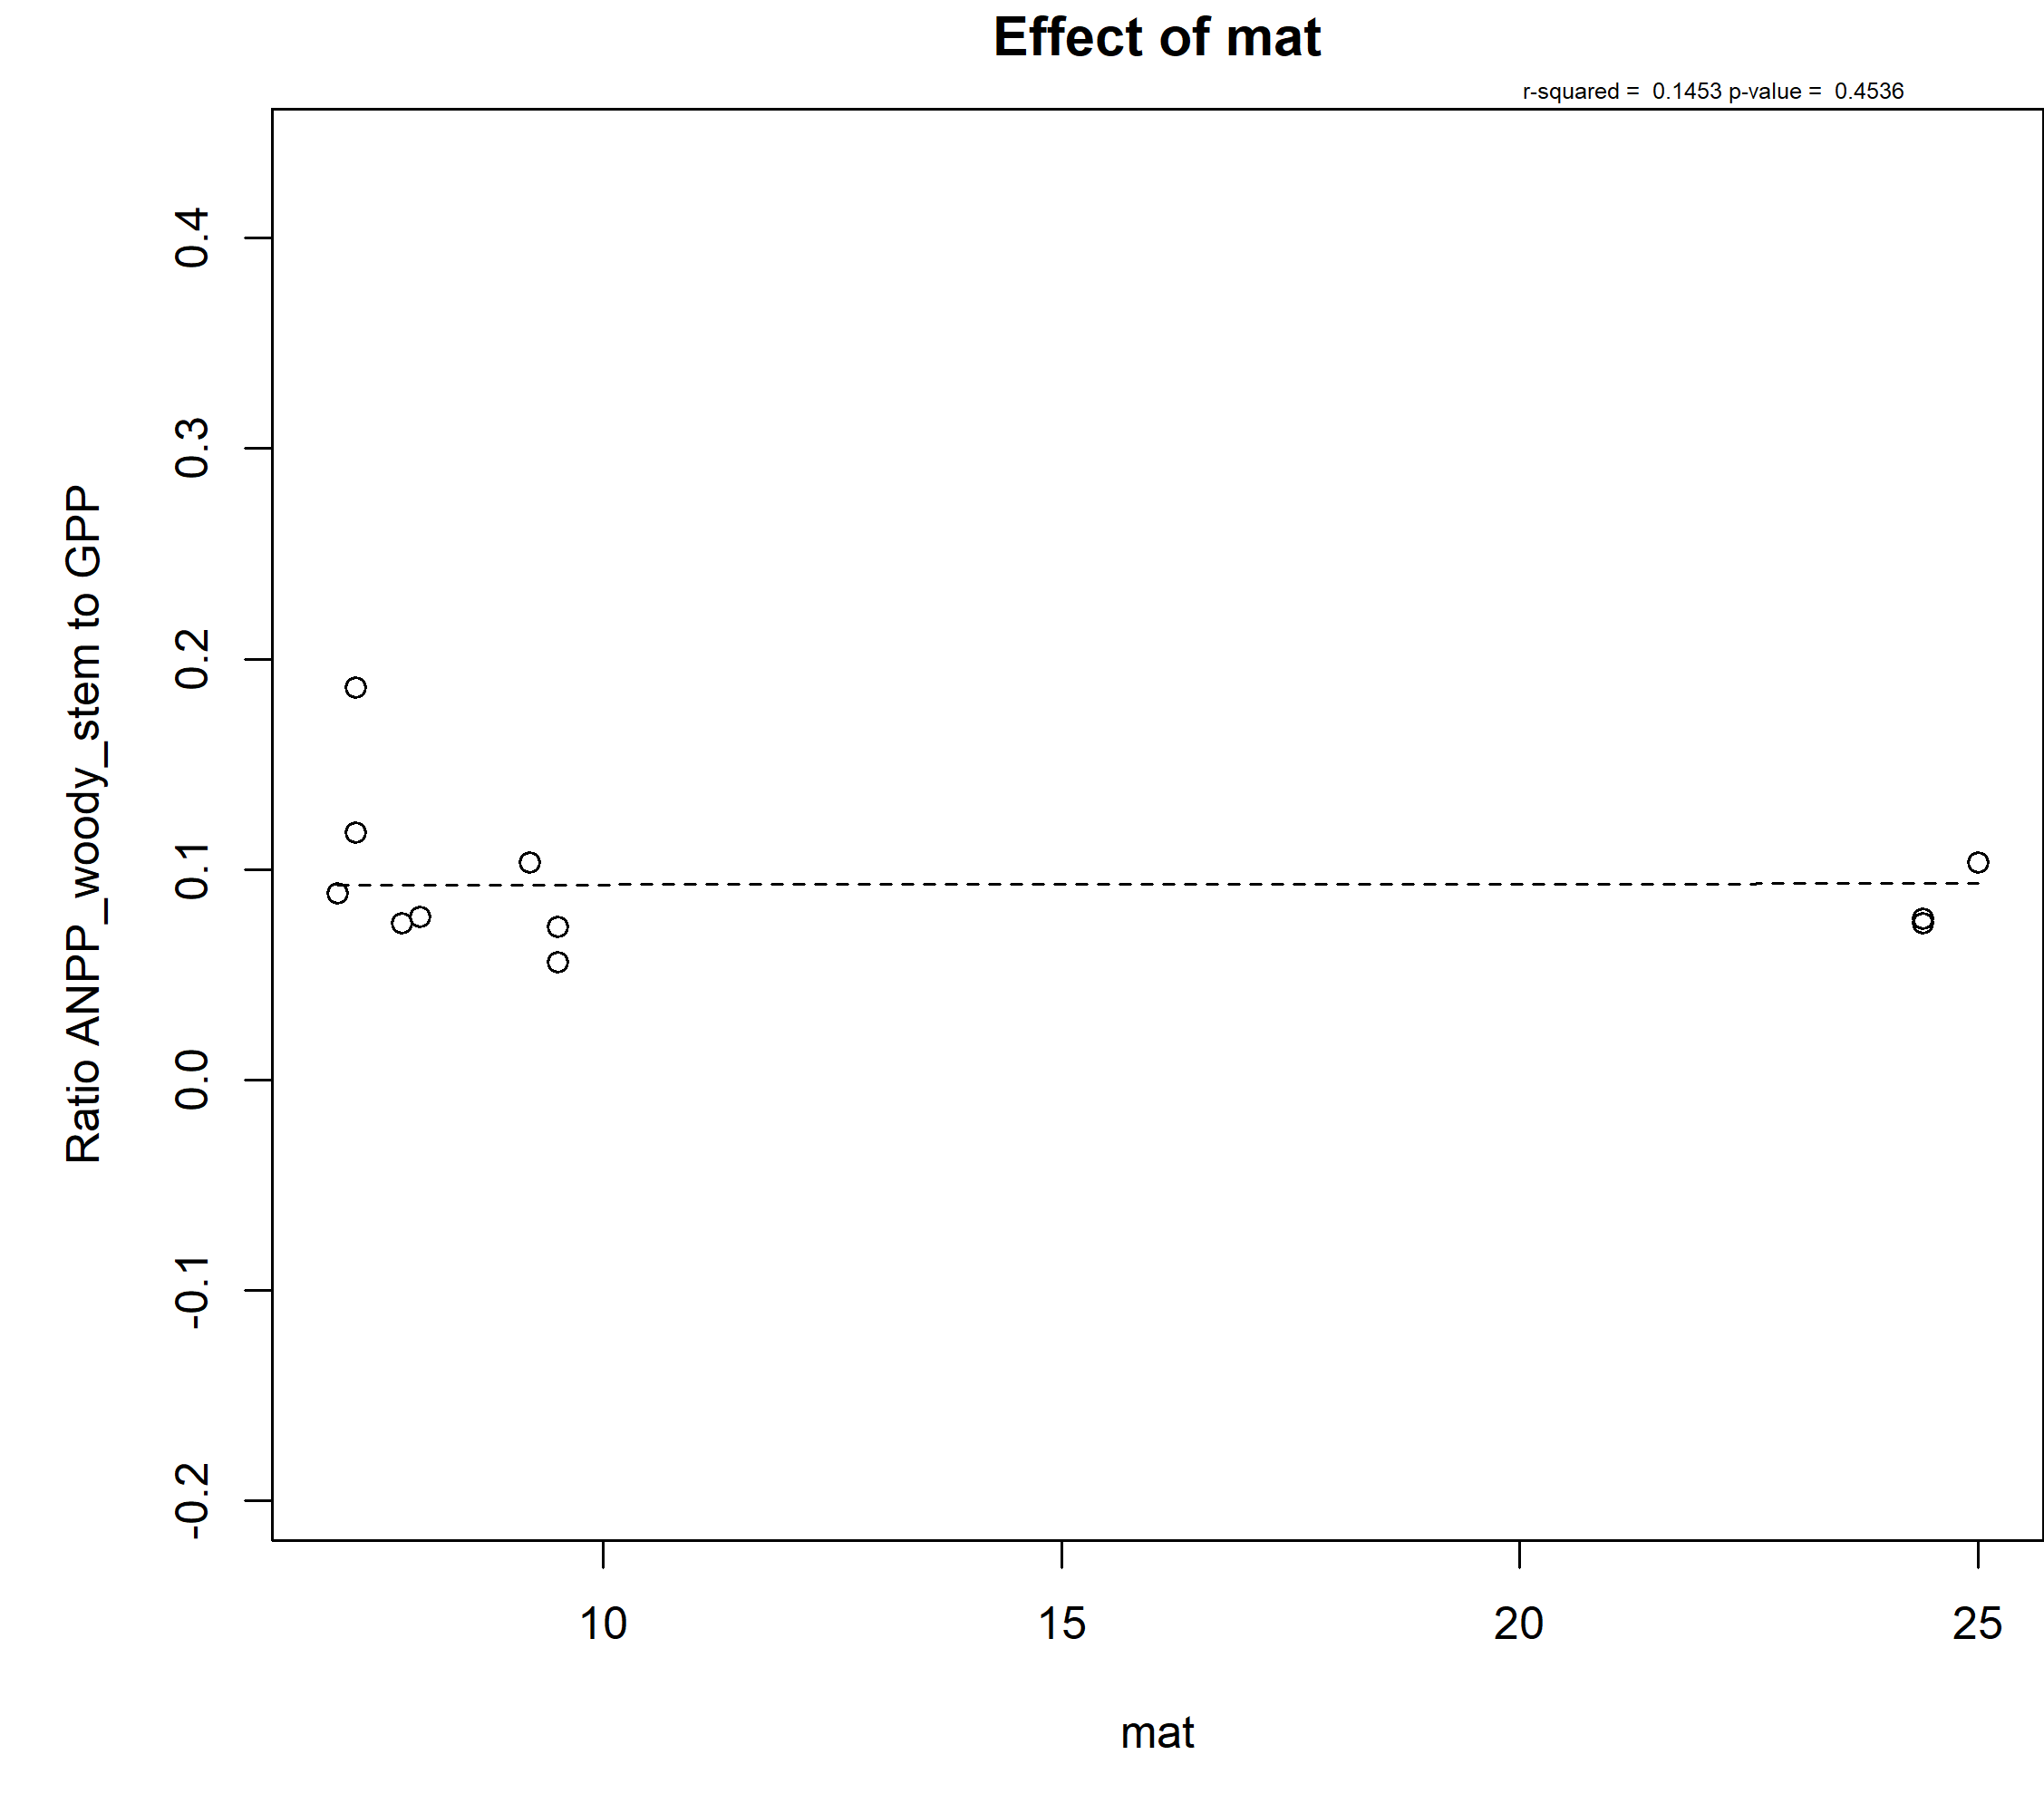 Effect of mat
r-squared = 0.1453 p-value = 0.4536
Ratio ANPP_woody_stem to GPP
0.4
0.3
0.2
0.1
0.0
-0.1
-0.2
10 15 20 25
mat